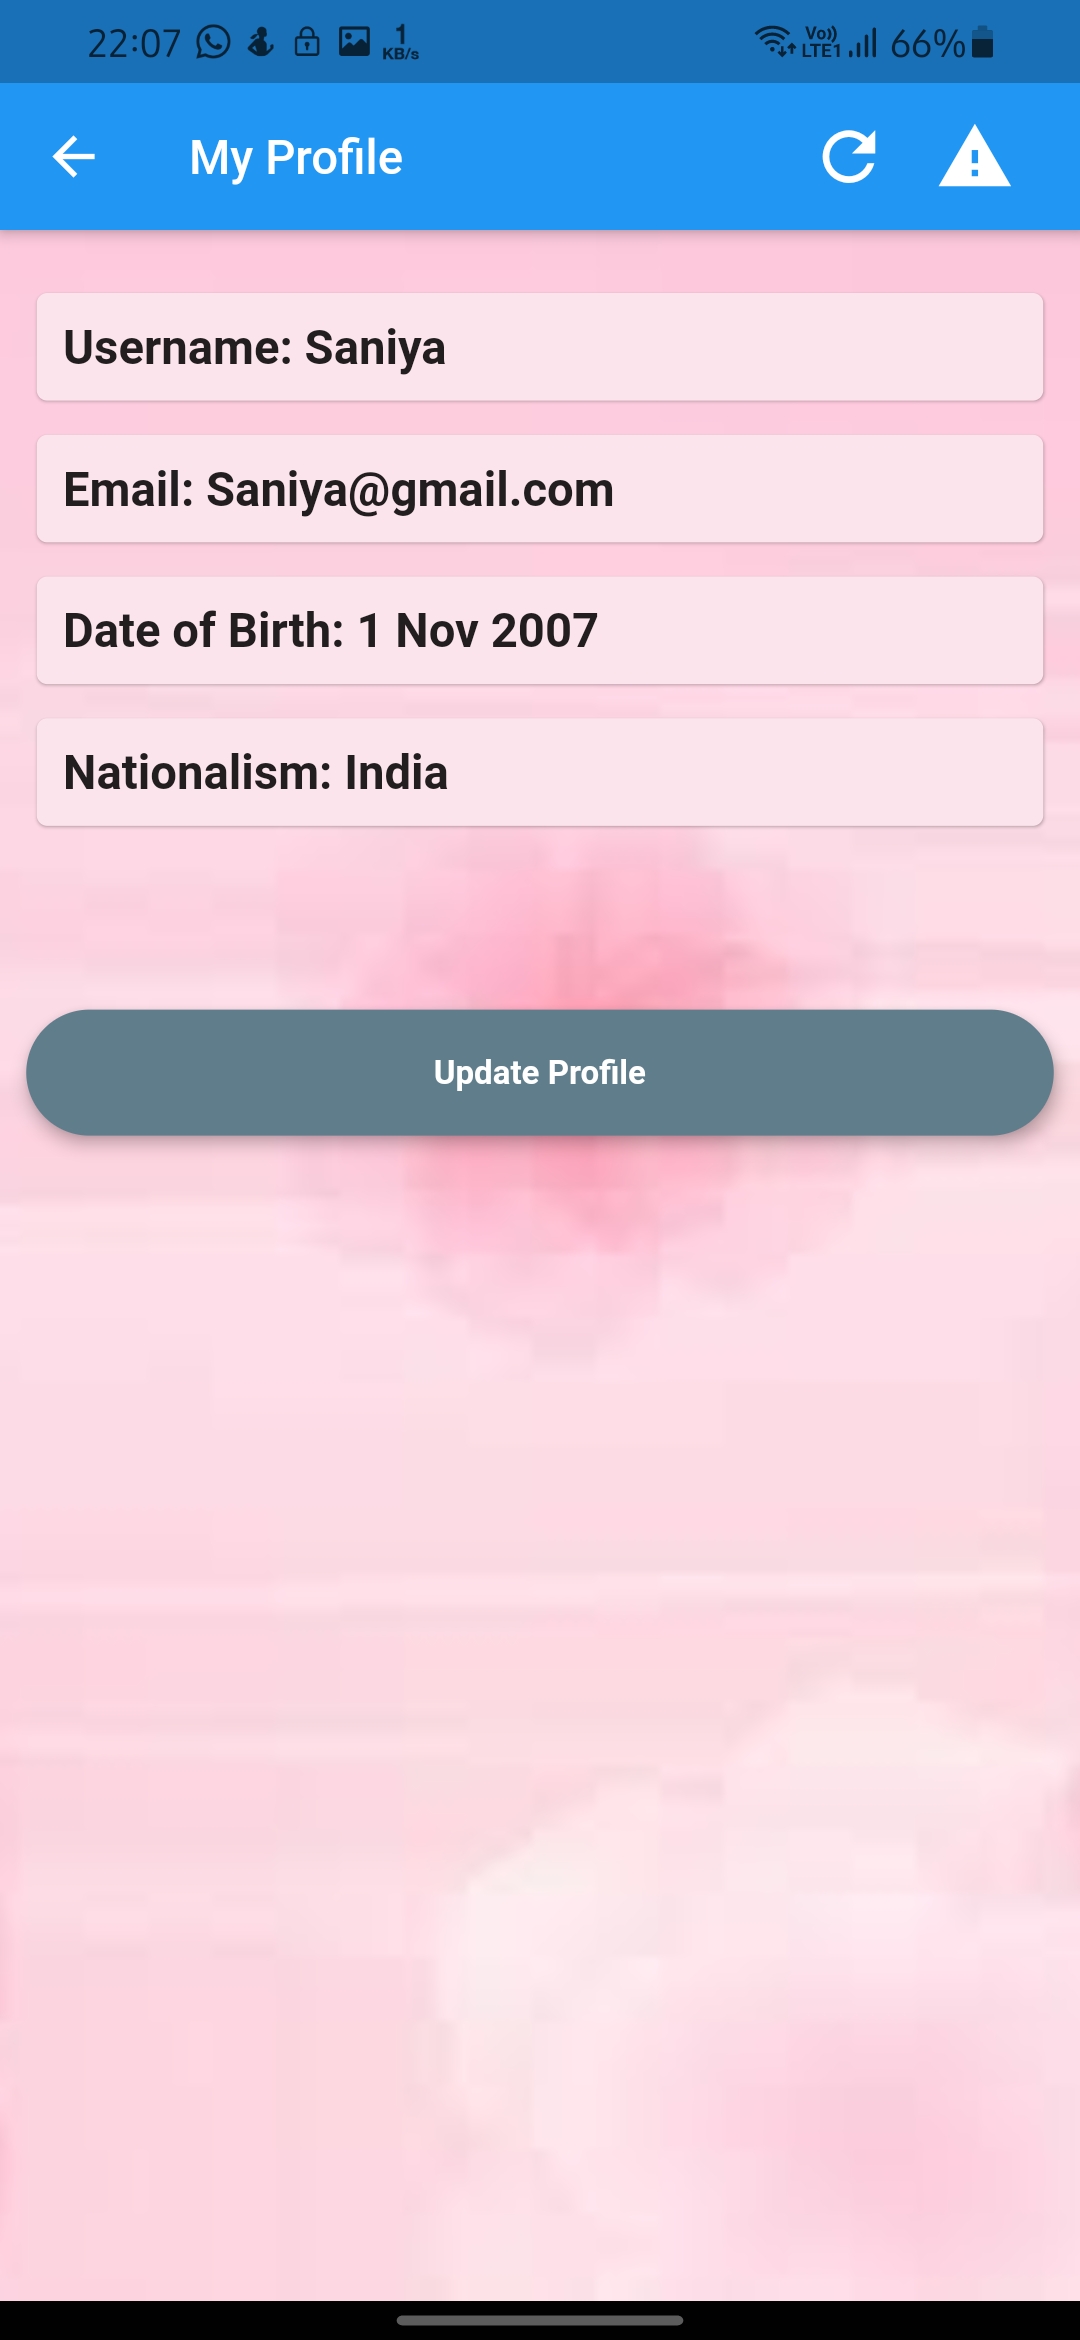 22:07 1 KB/s Vo)) LTE1 66%
My Profile
Username: Saniya
Email: Saniya@gmail.com
Date of Birth: 1 Nov 2007
Nationalism: India
Update Profile